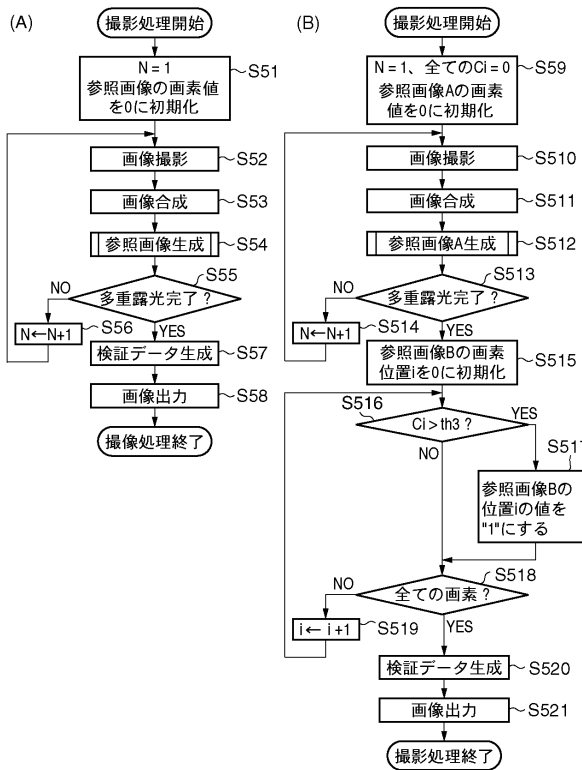 (A)
撮影処理開始
N = 1
参照画像の画素値
を0に初期化
S51
画像撮影
S52
画像合成
S53
参照画像生成
S54
S55
多重露光完了？
NO
YES
N←N+1
S56
検証データ生成
S57
画像出力
S58
撮像処理終了
(B)
撮影処理開始
N = 1、全てのCi = 0
参照画像Aの画素
値を0に初期化
S59
画像撮影
S510
画像合成
S511
参照画像A生成
S512
S513
多重露光完了？
NO
YES
N←N+1
S514
参照画像Bの画素
位置iを0に初期化
S515
S516
Ci > th3 ?
YES
NO
S517
参照画像Bの
位置iの値を
"1"にする
S518
全ての画素？
NO
YES
i← i +1
S519
検証データ生成
S520
画像出力
S521
撮影処理終了